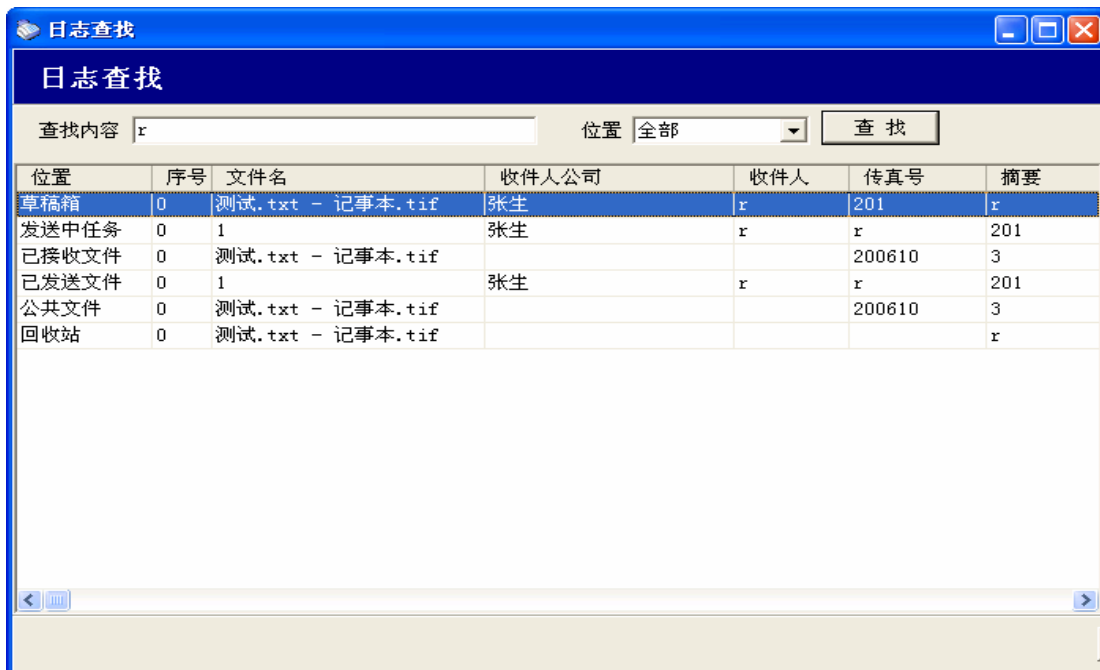 日志查找
日志查找
查找内容 r 位置 全部 查 找
位置 序号 文件名 收件人公司 收件人 传真号 摘要
草稿箱 0 测试.txt - 记事本.tif 张生 r 201 r
发送中任务 0 1 张生 r r 201
已接收文件 0 测试.txt - 记事本.tif 200610 3
已发送文件 0 1 张生 r r 201
公共文件 0 测试.txt - 记事本.tif 200610 3
回收站 0 测试.txt - 记事本.tif r